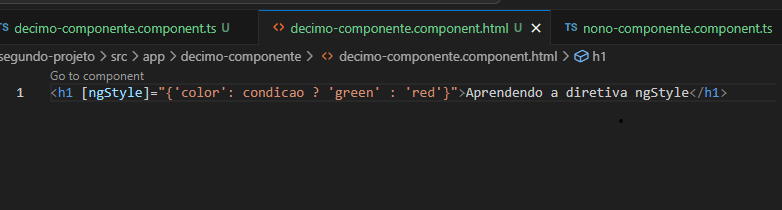 TS decimo-componente.component.ts U
<> decimo-componente.component.html U ×
TS nono-componente.component.ts
segundo-projeto > src > app > decimo-componente > <> decimo-componente.component.html > h1
Go to component
1 <h1 [ngStyle]="{'color': condicao ? 'green' : 'red'}">Aprendendo a diretiva ngStyle</h1>